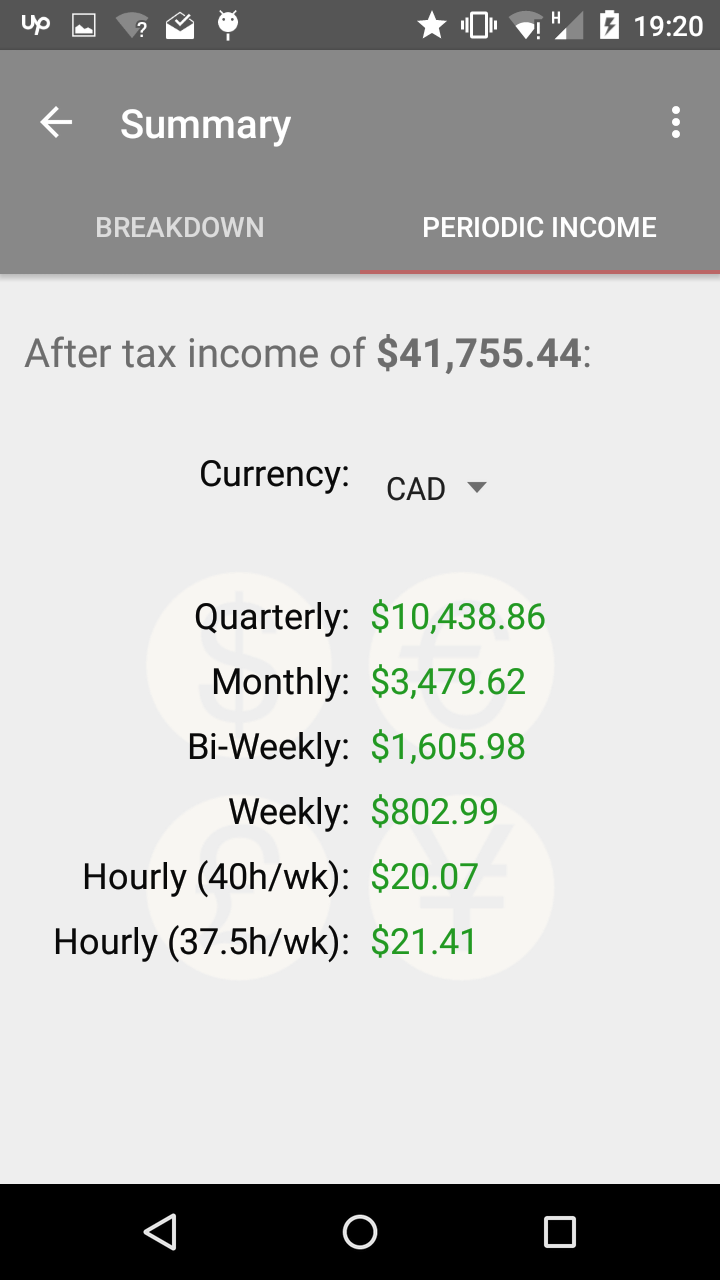 Up ? ! H 19:20
Summary
BREAKDOWN PERIODIC INCOME
After tax income of $41,755.44:
Currency: CAD
Quarterly: $10,438.86
Monthly: $3,479.62
Bi-Weekly: $1,605.98
Weekly: $802.99
Hourly (40h/wk): $20.07
Hourly (37.5h/wk): $21.41